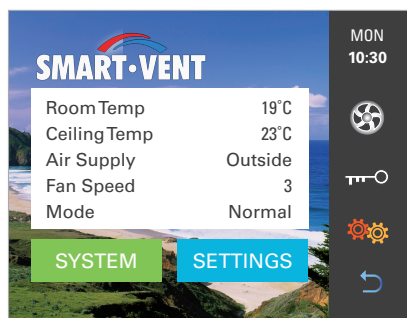 SMART·VENT
MON
10:30
Room Temp 19°C
Ceiling Temp 23°C
Air Supply Outside
Fan Speed 3
Mode Normal
SYSTEM SETTINGS